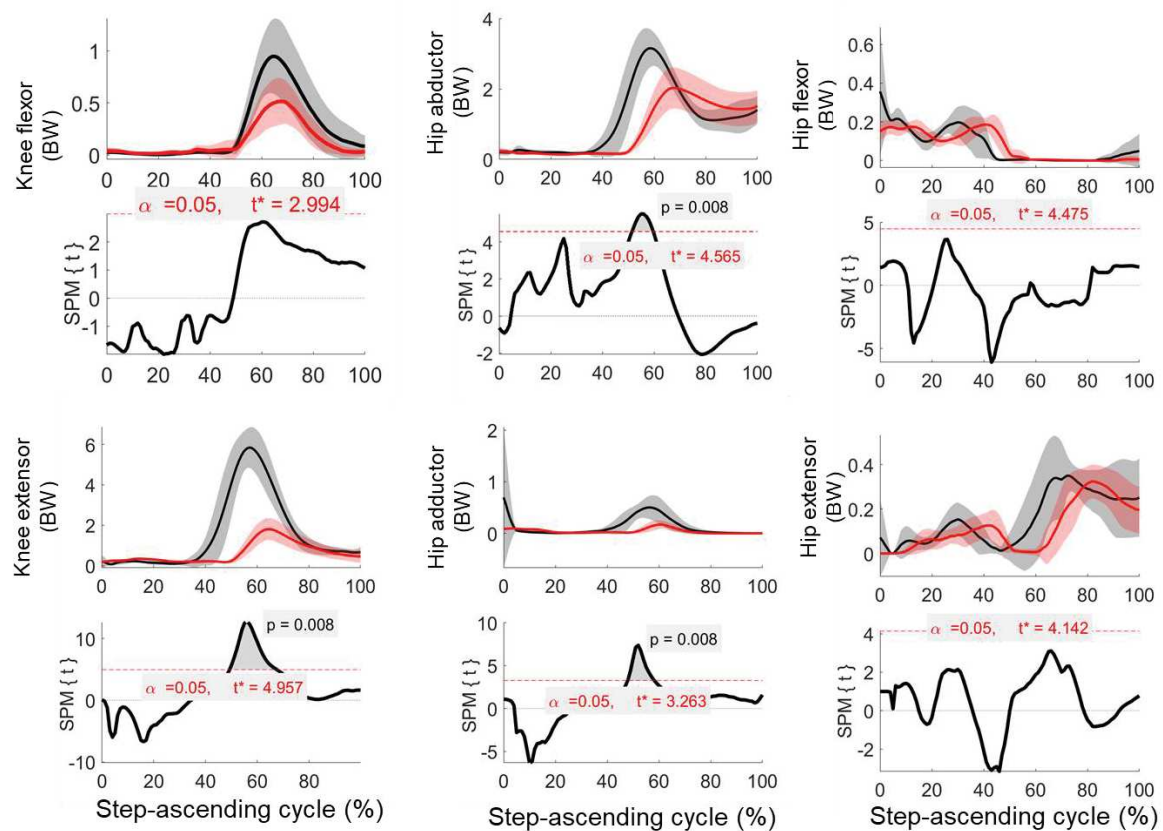 Knee flexor
(BW)
1
0.5
0
0 20 40 60 80 100
α =0.05, t* = 2.994
SPM { t }
2
1
0
-1
0 20 40 60 80 100
Hip abductor
(BW)
4
2
0
0 20 40 60 80 100
p = 0.008
α =0.05, t* = 4.565
SPM { t }
4
2
0
-2
0 20 40 60 80 100
Hip flexor
(BW)
0.6
0.4
0.2
0
0 20 40 60 80 100
α =0.05, t* = 4.475
SPM { t }
5
0
-5
0 20 40 60 80 100
Knee extensor
(BW)
6
4
2
0
0 20 40 60 80 100
p = 0.008
α =0.05, t* = 4.957
SPM { t }
10
0
-10
0 20 40 60 80 100
Step-ascending cycle (%)
Hip adductor
(BW)
2
1
0
0 20 40 60 80 100
p = 0.008
α =0.05, t* = 3.263
SPM { t }
10
5
0
-5
0 20 40 60 80 100
Step-ascending cycle (%)
Hip extensor
(BW)
0.4
0.2
0
0 20 40 60 80 100
α =0.05, t* = 4.142
SPM { t }
4
2
0
-2
0 20 40 60 80 100
Step-ascending cycle (%)